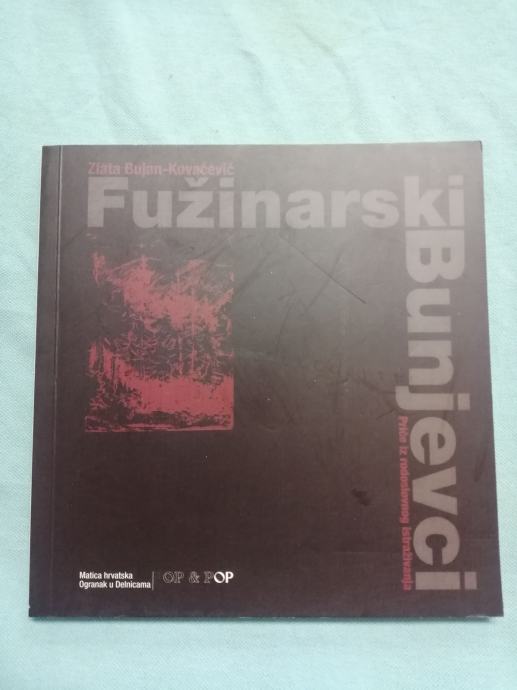 Zlata Bujan-Kovačević
Fužinarski
Bunjevci
Priče iz rodoslovnog istraživanja
Matica hrvatska
Ogranak u Delnicama
OP & POP